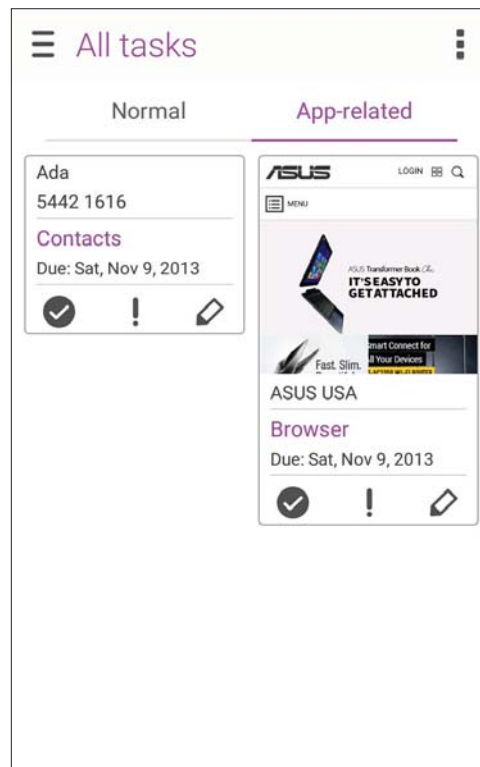 All tasks
Normal
App-related
Ada
5442 1616
Contacts
Due: Sat, Nov 9, 2013
ASUS
LOGIN
MENU
ASUS Transformer Book Chi
IT'S EASY TO
GET ATTACHED
Fast. Slim.
Smart Connect for
All Your Devices
ASUS USA
Browser
Due: Sat, Nov 9, 2013